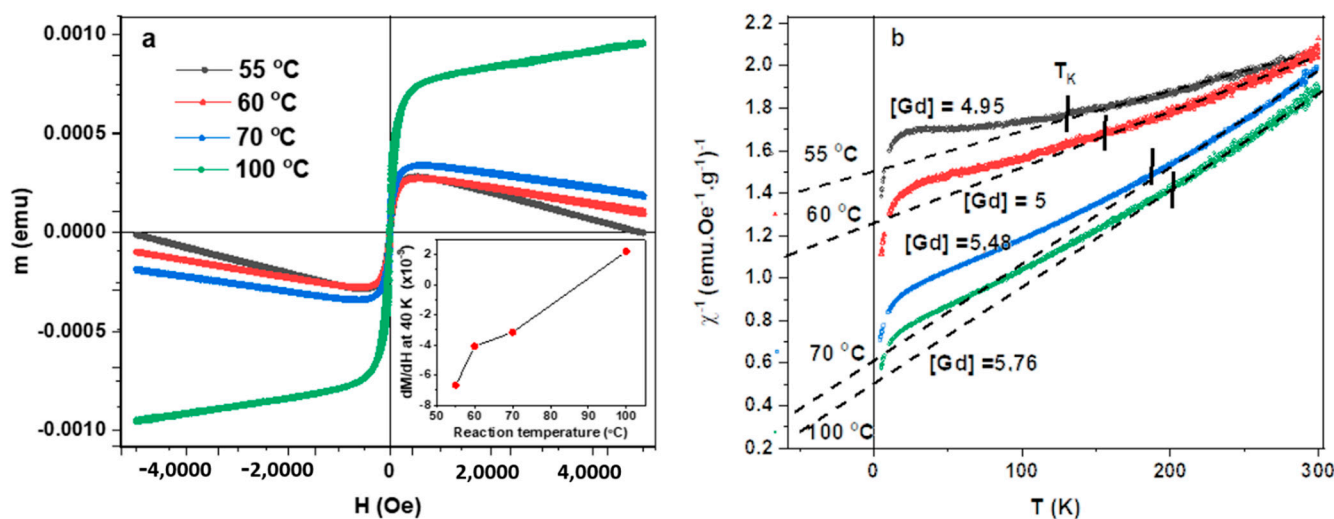 a
55 °C
60 °C
70 °C
100 °C
m (emu)
0.0010
0.0005
0.0000
-0.0005
-0.0010
-4,0000
-2,0000
0
2,0000
4,0000
H (Oe)
dM/dH at 40 K (x10⁻⁹)
2
0
-2
-4
-6
-8
50
60
70
80
90
100
Reaction temperature (°C)
b
χ⁻¹ (emu.Oe⁻¹.g⁻¹)⁻¹
2.2
2.0
1.8
1.6
1.4
1.2
1.0
0.8
0.6
0.4
0.2
T_K
[Gd] = 4.95
55 °C
60 °C
[Gd] = 5
[Gd] = 5.48
70 °C
[Gd] = 5.76
100 °C
0
100
200
300
T (K)